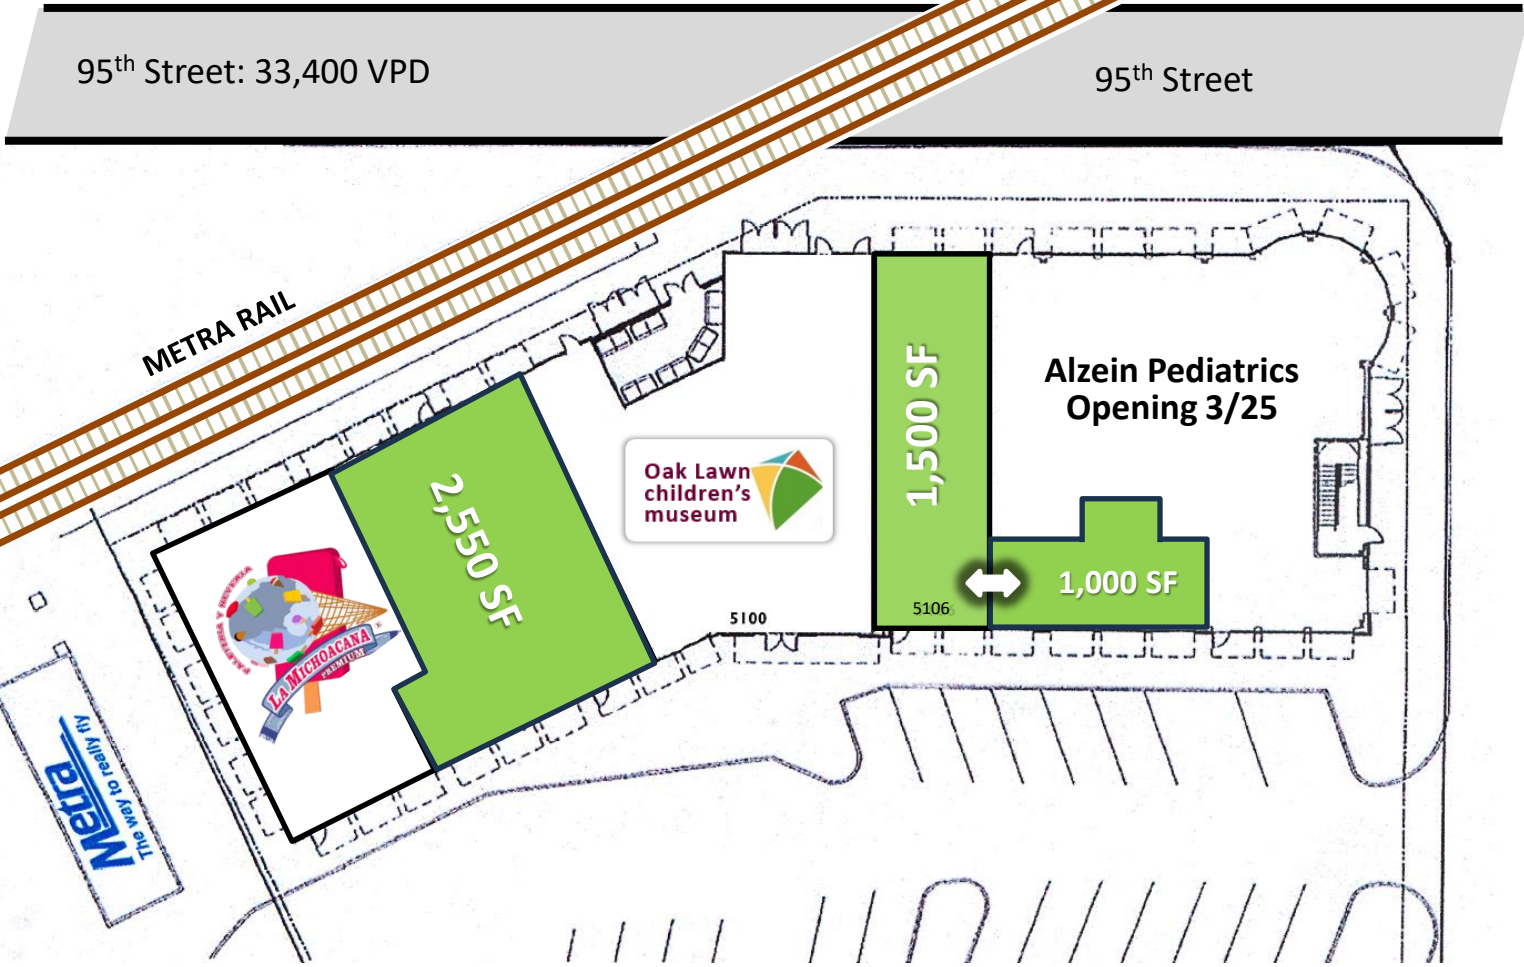 95th Street: 33,400 VPD
95th Street
METRA RAIL
Alzein Pediatrics
Opening 3/25
1,500 SF
2,550 SF
Oak Lawn
children's
museum
1,000 SF
5106
5100
PALETERIA Y NEVERIA
LA MICHOACANA
PREMIUM
Metra
The way to really fly